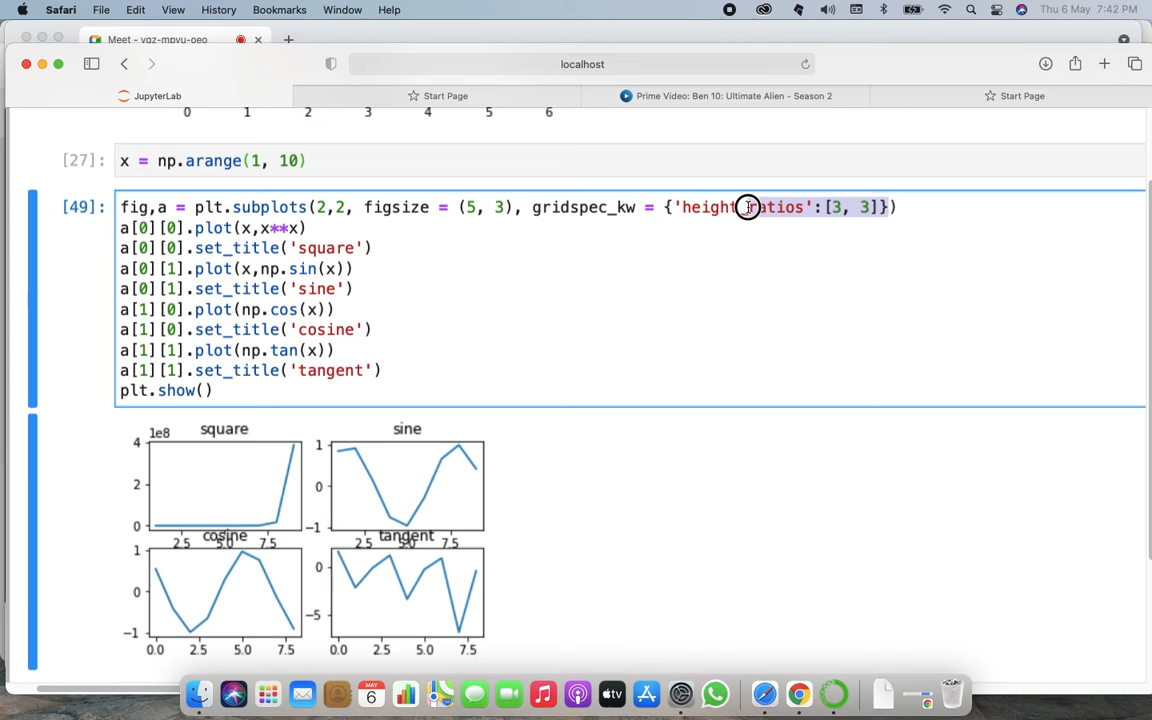 Safari File Edit View History Bookmarks Window Help Thu 6 May 7:42 PM
Meet - vgz-mpvu-oeo
localhost
JupyterLab Start Page Prime Video: Ben 10: Ultimate Alien - Season 2 Start Page
0 1 2 3 4 5 6
[27]: x = np.arange(1, 10)
[49]: fig,a = plt.subplots(2,2, figsize = (5, 3), gridspec_kw = {'height_ratios':[3, 3]})
a[0][0].plot(x,x**x)
a[0][0].set_title('square')
a[0][1].plot(x,np.sin(x))
a[0][1].set_title('sine')
a[1][0].plot(np.cos(x))
a[1][0].set_title('cosine')
a[1][1].plot(np.tan(x))
a[1][1].set_title('tangent')
plt.show()
1e8 square sine
4 1
2 0
0 -1
2.5 5.0 7.5 2.5 5.0 7.5
cosine tangent
1 0
0 -5
-1
0.0 2.5 5.0 7.5 0.0 2.5 5.0 7.5
MAY
6
tv